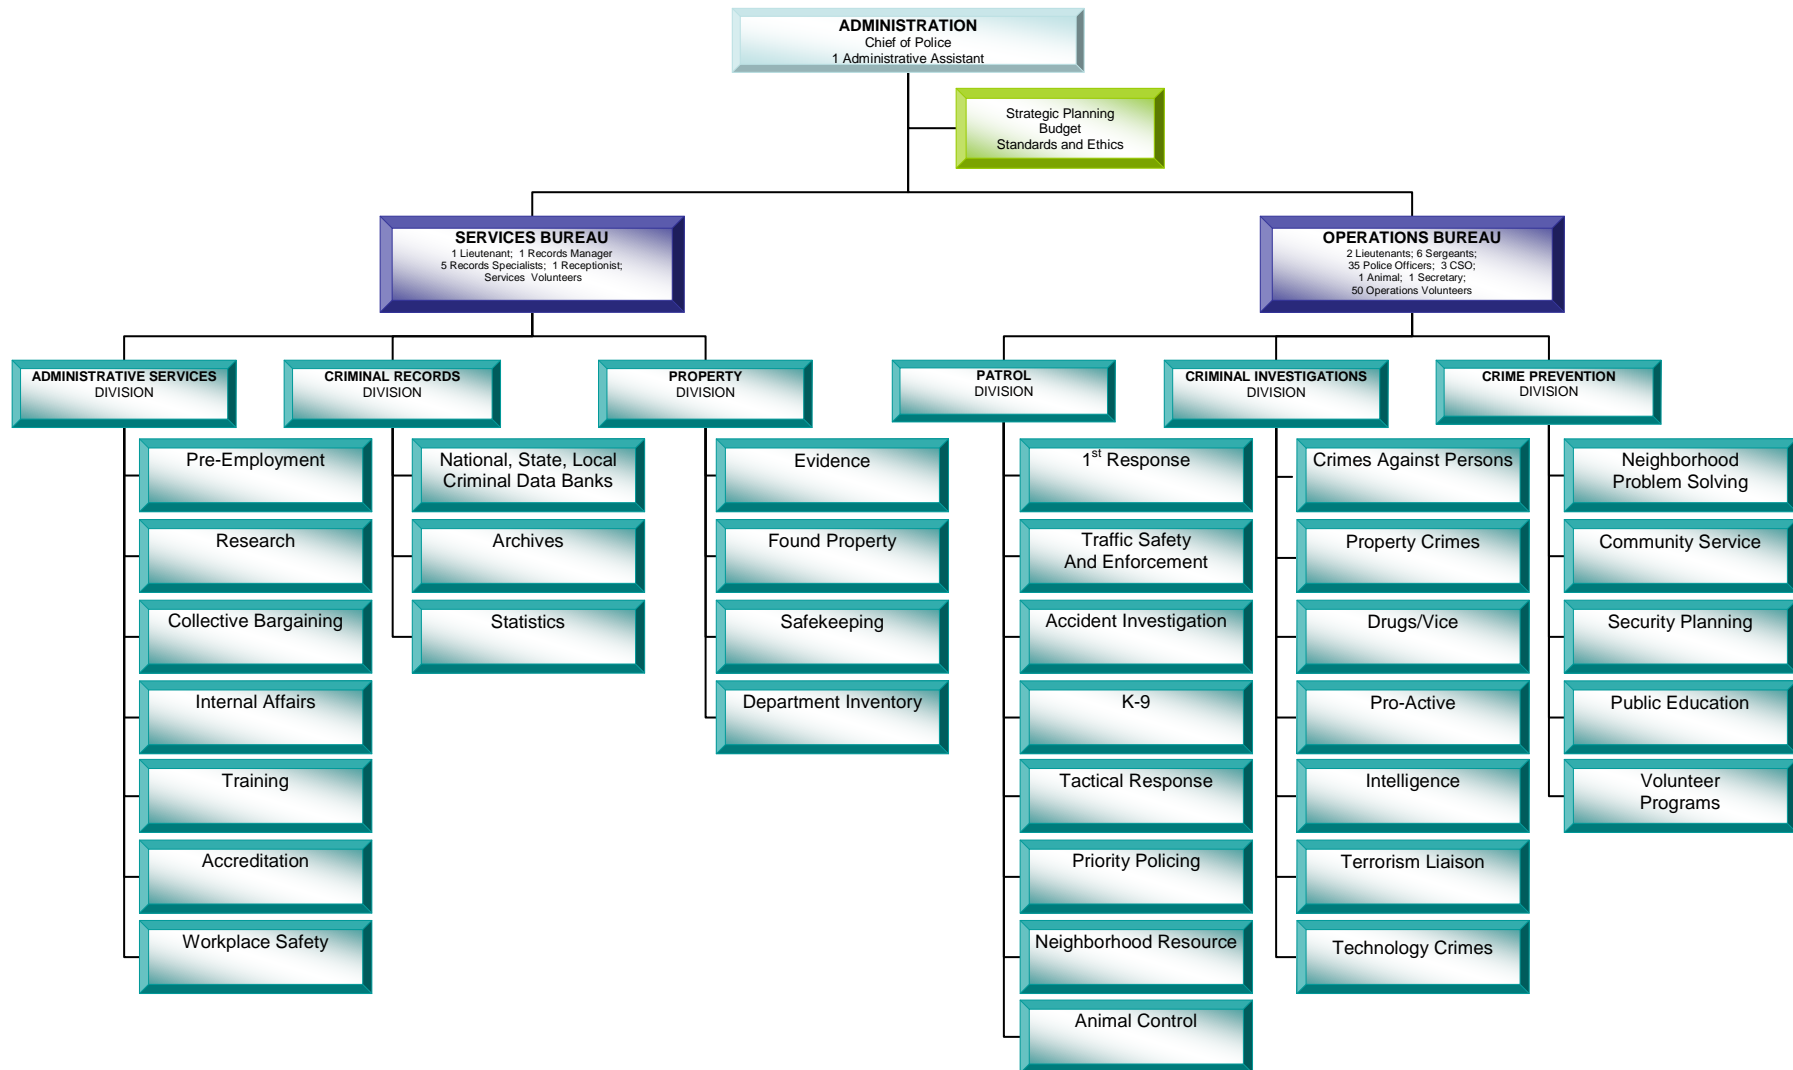 ADMINISTRATION
Chief of Police
1 Administrative Assistant
Strategic Planning
Budget
Standards and Ethics
SERVICES BUREAU
1 Lieutenant; 1 Records Manager
5 Records Specialists; 1 Receptionist;
Services Volunteers
OPERATIONS BUREAU
2 Lieutenants; 6 Sergeants;
35 Police Officers; 3 CSO;
1 Animal; 1 Secretary;
50 Operations Volunteers
ADMINISTRATIVE SERVICES
DIVISION
CRIMINAL RECORDS
DIVISION
PROPERTY
DIVISION
PATROL
DIVISION
CRIMINAL INVESTIGATIONS
DIVISION
CRIME PREVENTION
DIVISION
Pre-Employment
Research
Collective Bargaining
Internal Affairs
Training
Accreditation
Workplace Safety
National, State, Local
Criminal Data Banks
Archives
Statistics
Evidence
Found Property
Safekeeping
Department Inventory
1st Response
Traffic Safety
And Enforcement
Accident Investigation
K-9
Tactical Response
Priority Policing
Neighborhood Resource
Animal Control
Crimes Against Persons
Property Crimes
Drugs/Vice
Pro-Active
Intelligence
Terrorism Liaison
Technology Crimes
Neighborhood
Problem Solving
Community Service
Security Planning
Public Education
Volunteer
Programs